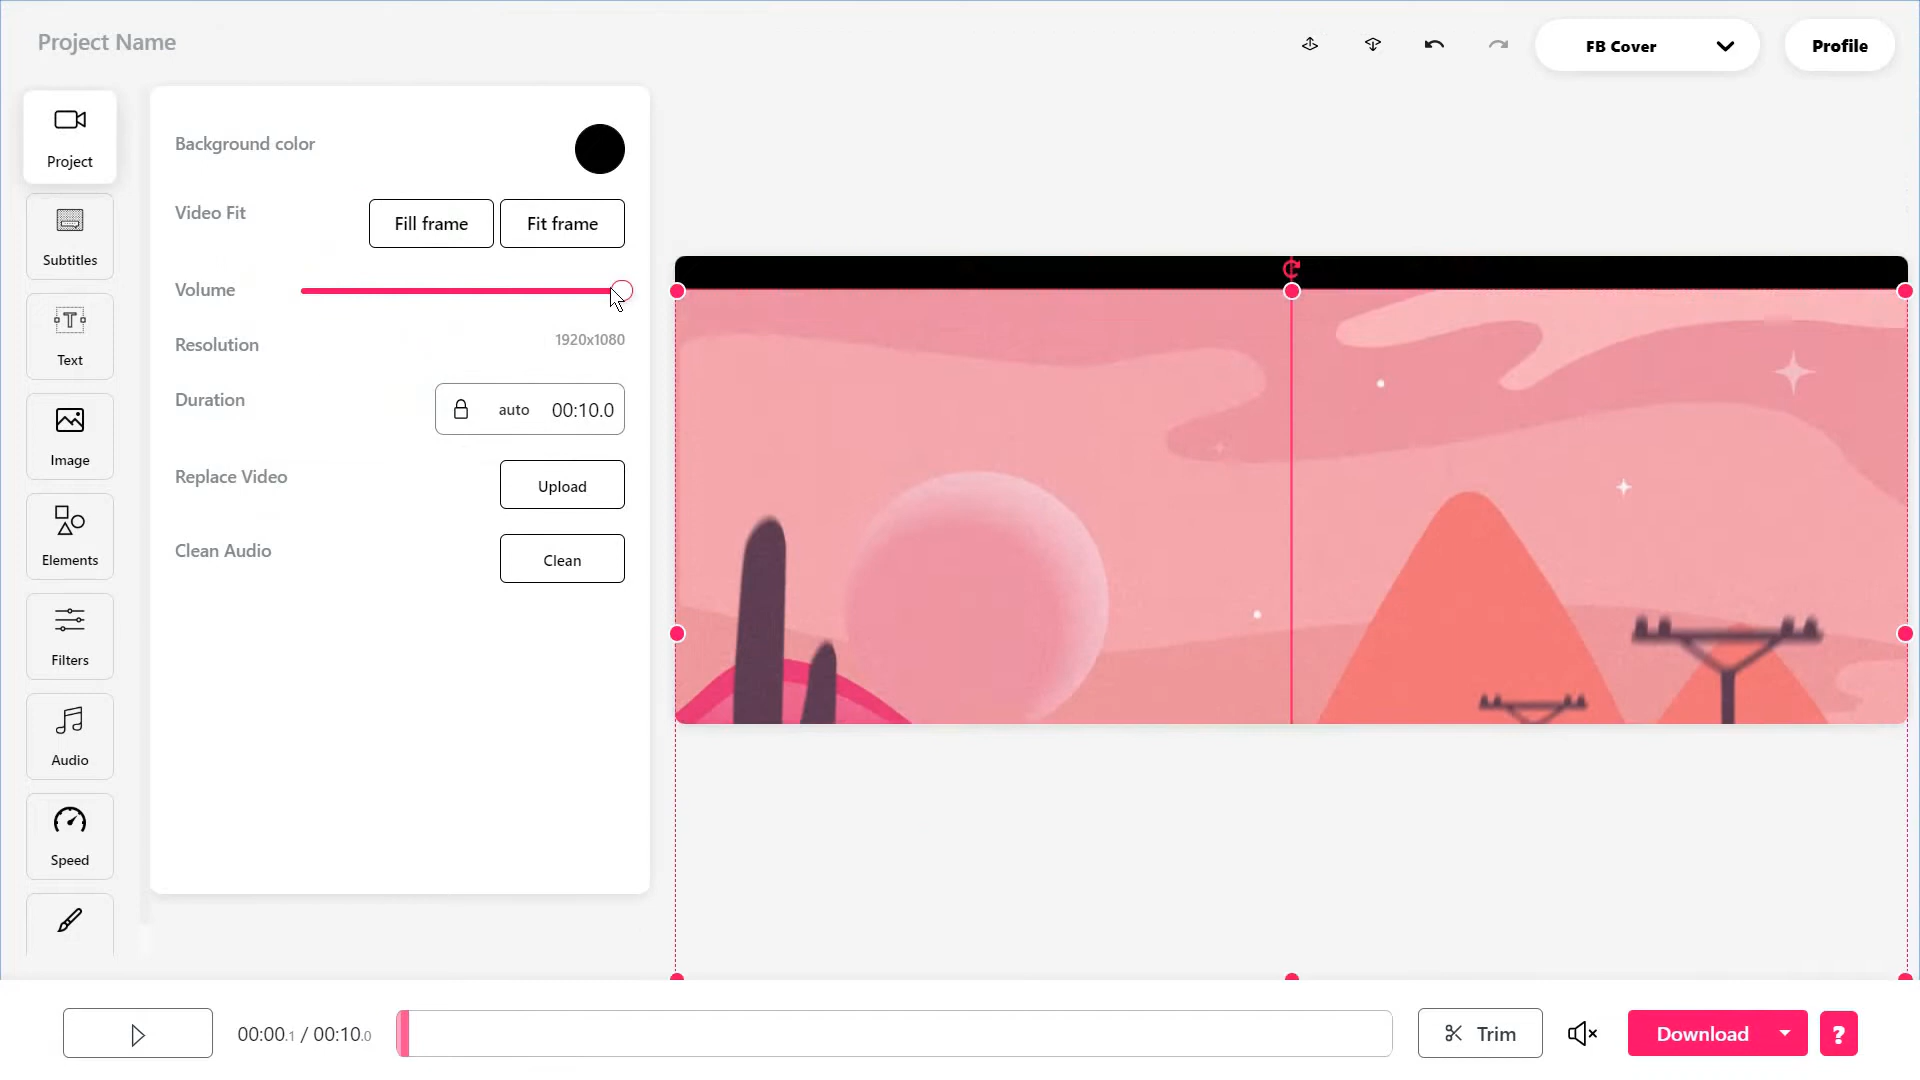 Project Name
FB Cover
Profile
Project
Subtitles
Text
Image
Elements
Filters
Audio
Speed
Background color
Video Fit
Fill frame
Fit frame
Volume
Resolution
1920x1080
Duration
auto
00:10.0
Replace Video
Upload
Clean Audio
Clean
00:00.1 / 00:10.0
Trim
Download
?